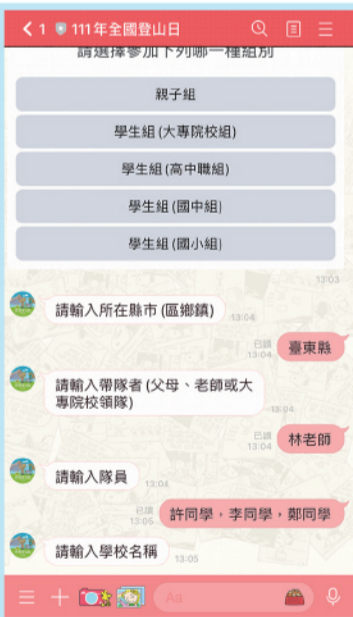 1 111年全國登山日
請選擇參加下列哪一種組別
親子組
學生組(大專院校組)
學生組(高中職組)
學生組(國中組)
學生組(國小組)
13:03
請輸入所在縣市(區鄉鎮)
13:04
已讀
13:04
臺東縣
請輸入帶隊者(父母、老師或大
專院校領隊)
13:04
已讀
13:04
林老師
請輸入隊員
13:04
已讀
13:05
許同學,李同學,鄭同學
請輸入學校名稱
13:05
Aa